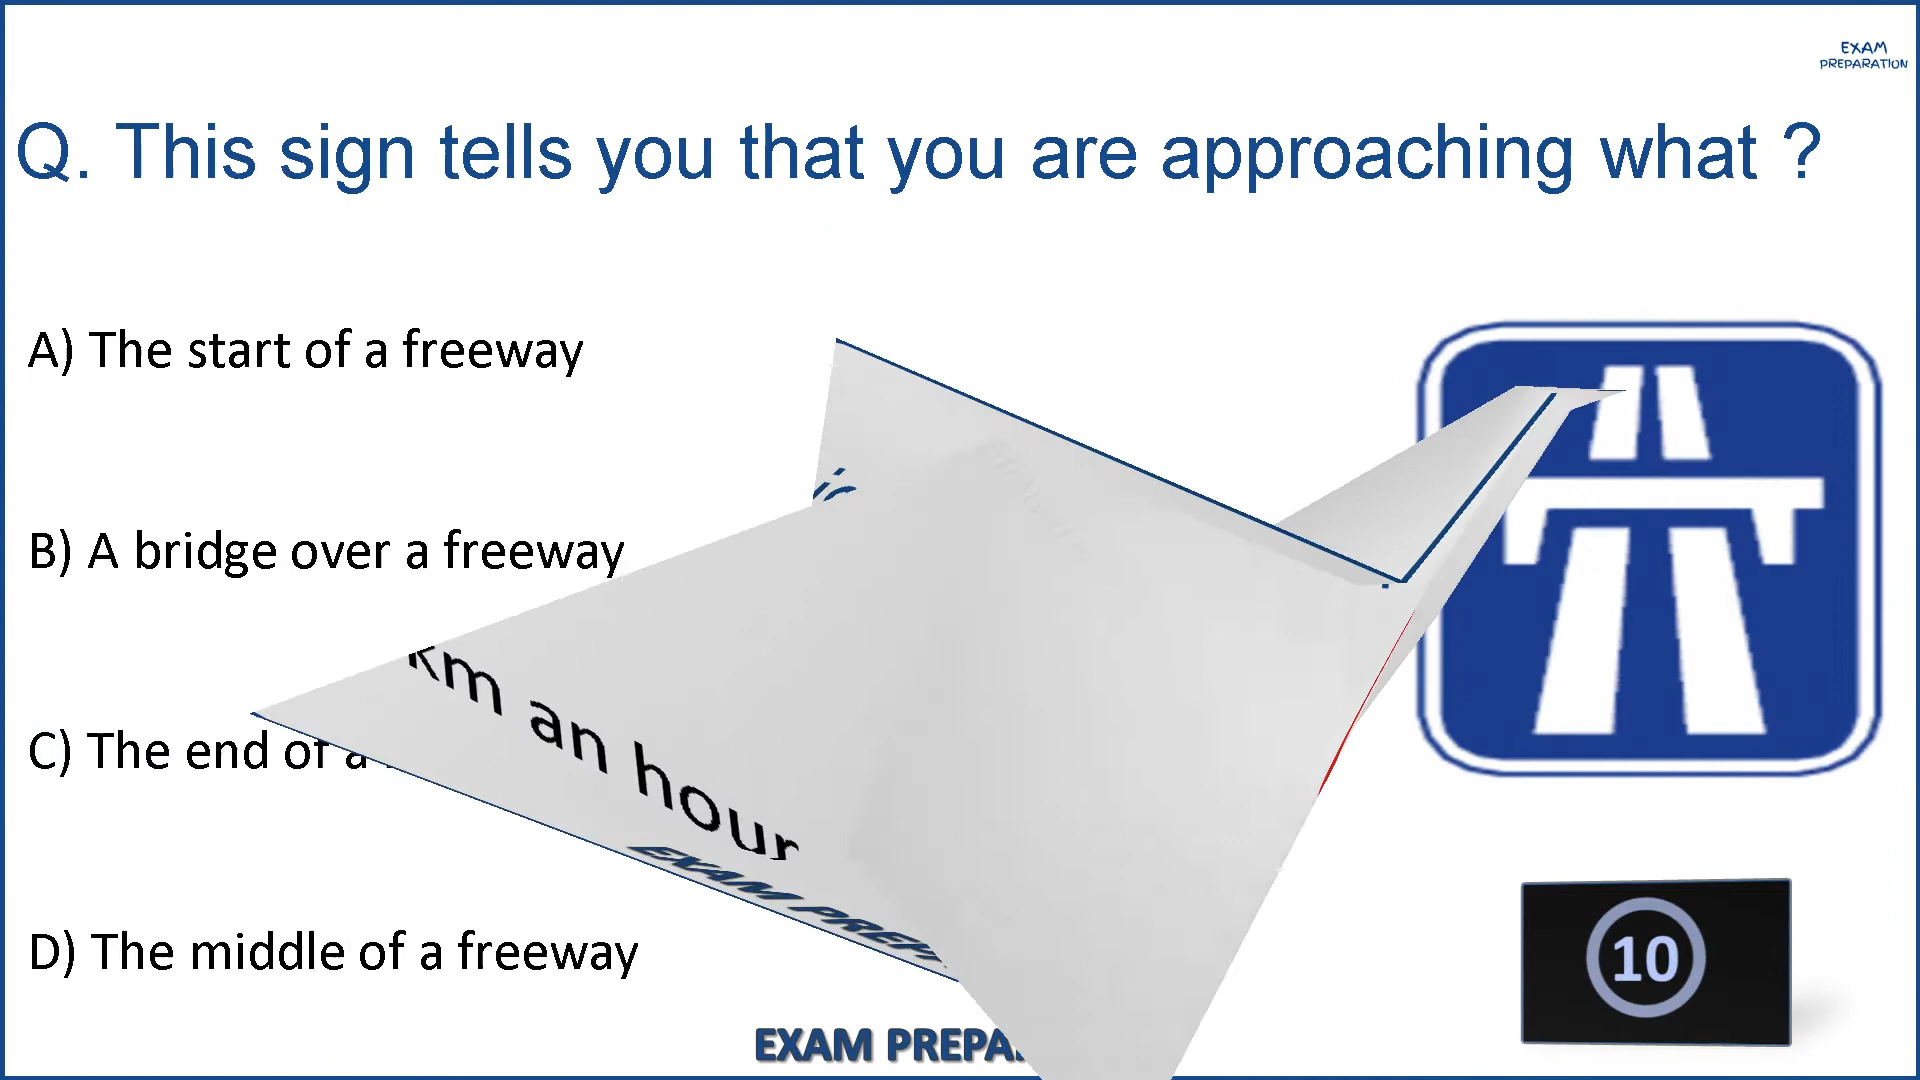 EXAM
PREPARATION
Q. This sign tells you that you are approaching what ?
A) The start of a freeway
B) A bridge over a freeway
km an hour
C) The end of a
EXAM
D) The middle of a freeway
10
EXAM